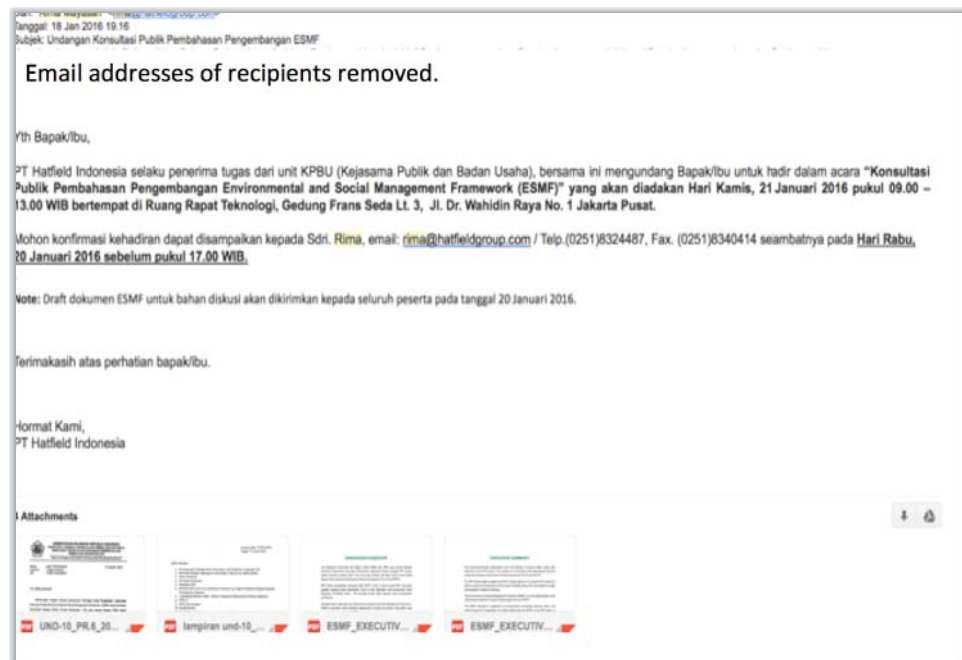 Tanggal: 18 Jan 2016 19.16
Subjek: Undangan Konsultasi Publik Pembahasan Pengembangan ESMF
Email addresses of recipients removed.
Yth Bapak/Ibu,
PT Hatfield Indonesia selaku penerima tugas dari unit KPBU (Kejasama Publik dan Badan Usaha), bersama ini mengundang Bapak/Ibu untuk hadir dalam acara "Konsultasi
Publik Pembahasan Pengembangan Environmental and Social Management Framework (ESMF)" yang akan diadakan Hari Kamis, 21 Januari 2016 pukul 09.00 –
13.00 WIB bertempat di Ruang Rapat Teknologi, Gedung Frans Seda Lt. 3, Jl. Dr. Wahidin Raya No. 1 Jakarta Pusat.
Mohon konfirmasi kehadiran dapat disampaikan kepada Sdri. Rima, email: rima@hatfieldgroup.com / Telp.(0251)8324487, Fax. (0251)8340414 seambatnya pada Hari Rabu,
20 Januari 2016 sebelum pukul 17.00 WIB.
Note: Draft dokumen ESMF untuk bahan diskusi akan dikirimkan kepada seluruh peserta pada tanggal 20 Januari 2016.
Terimakasih atas perhatian bapak/ibu.
Hormat Kami,
PT Hatfield Indonesia
Attachments
PDF UND-10_PR.6_20...
PDF lampiran und-10_...
PDF ESMF_EXECUTIV...
PDF ESMF_EXECUTIV...